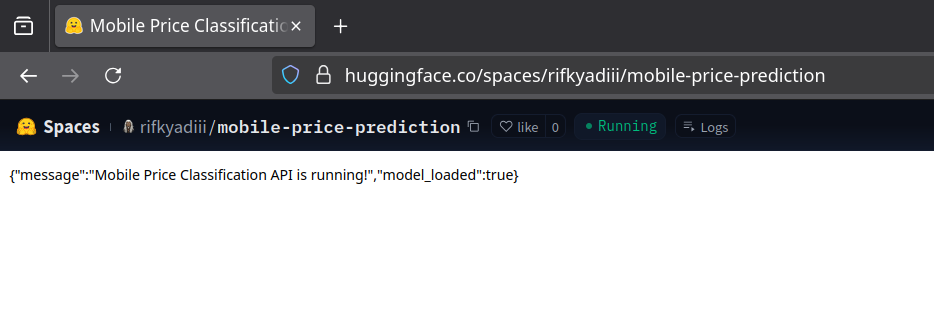 Mobile Price Classificatio
huggingface.co/spaces/rifkyadiii/mobile-price-prediction
Spaces rifkyadiii/mobile-price-prediction like 0 Running Logs
{"message":"Mobile Price Classification API is running!","model_loaded":true}